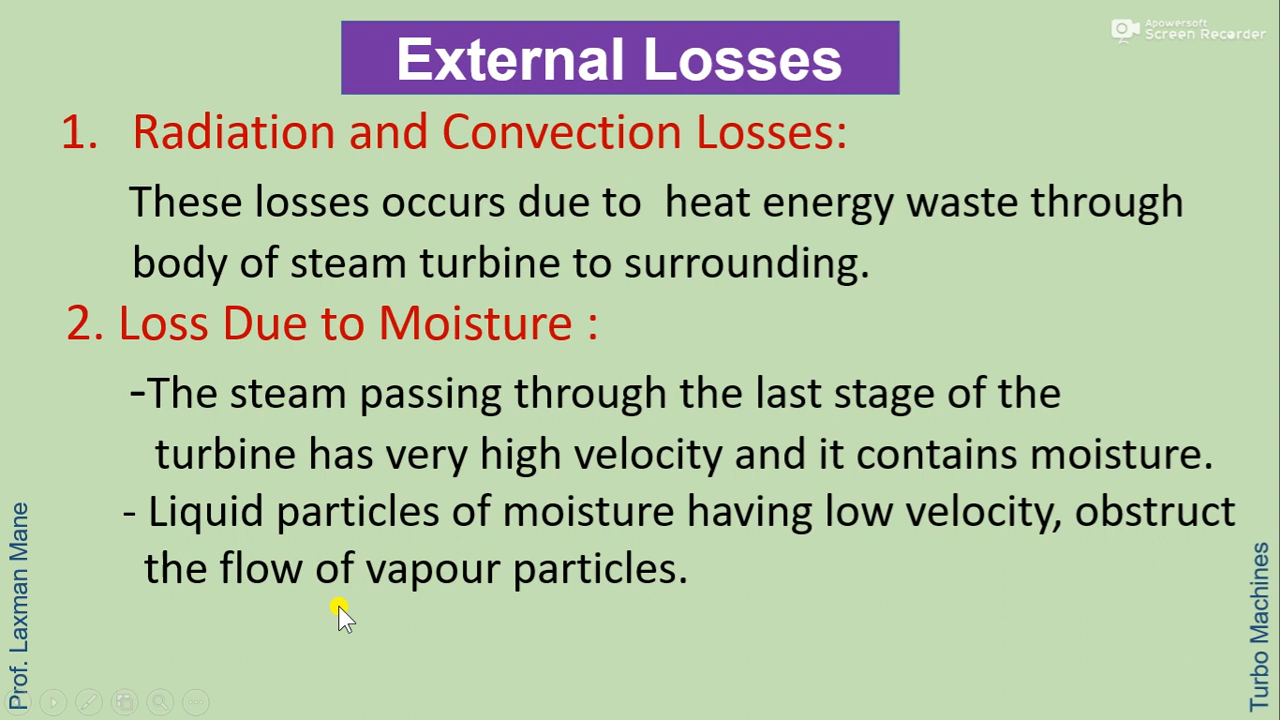 Apowersoft
Screen Recorder
External Losses
1. Radiation and Convection Losses:
These losses occurs due to heat energy waste through
body of steam turbine to surrounding.
2. Loss Due to Moisture :
-The steam passing through the last stage of the
turbine has very high velocity and it contains moisture.
- Liquid particles of moisture having low velocity, obstruct
the flow of vapour particles.
Prof. Laxman Mane
Turbo Machines